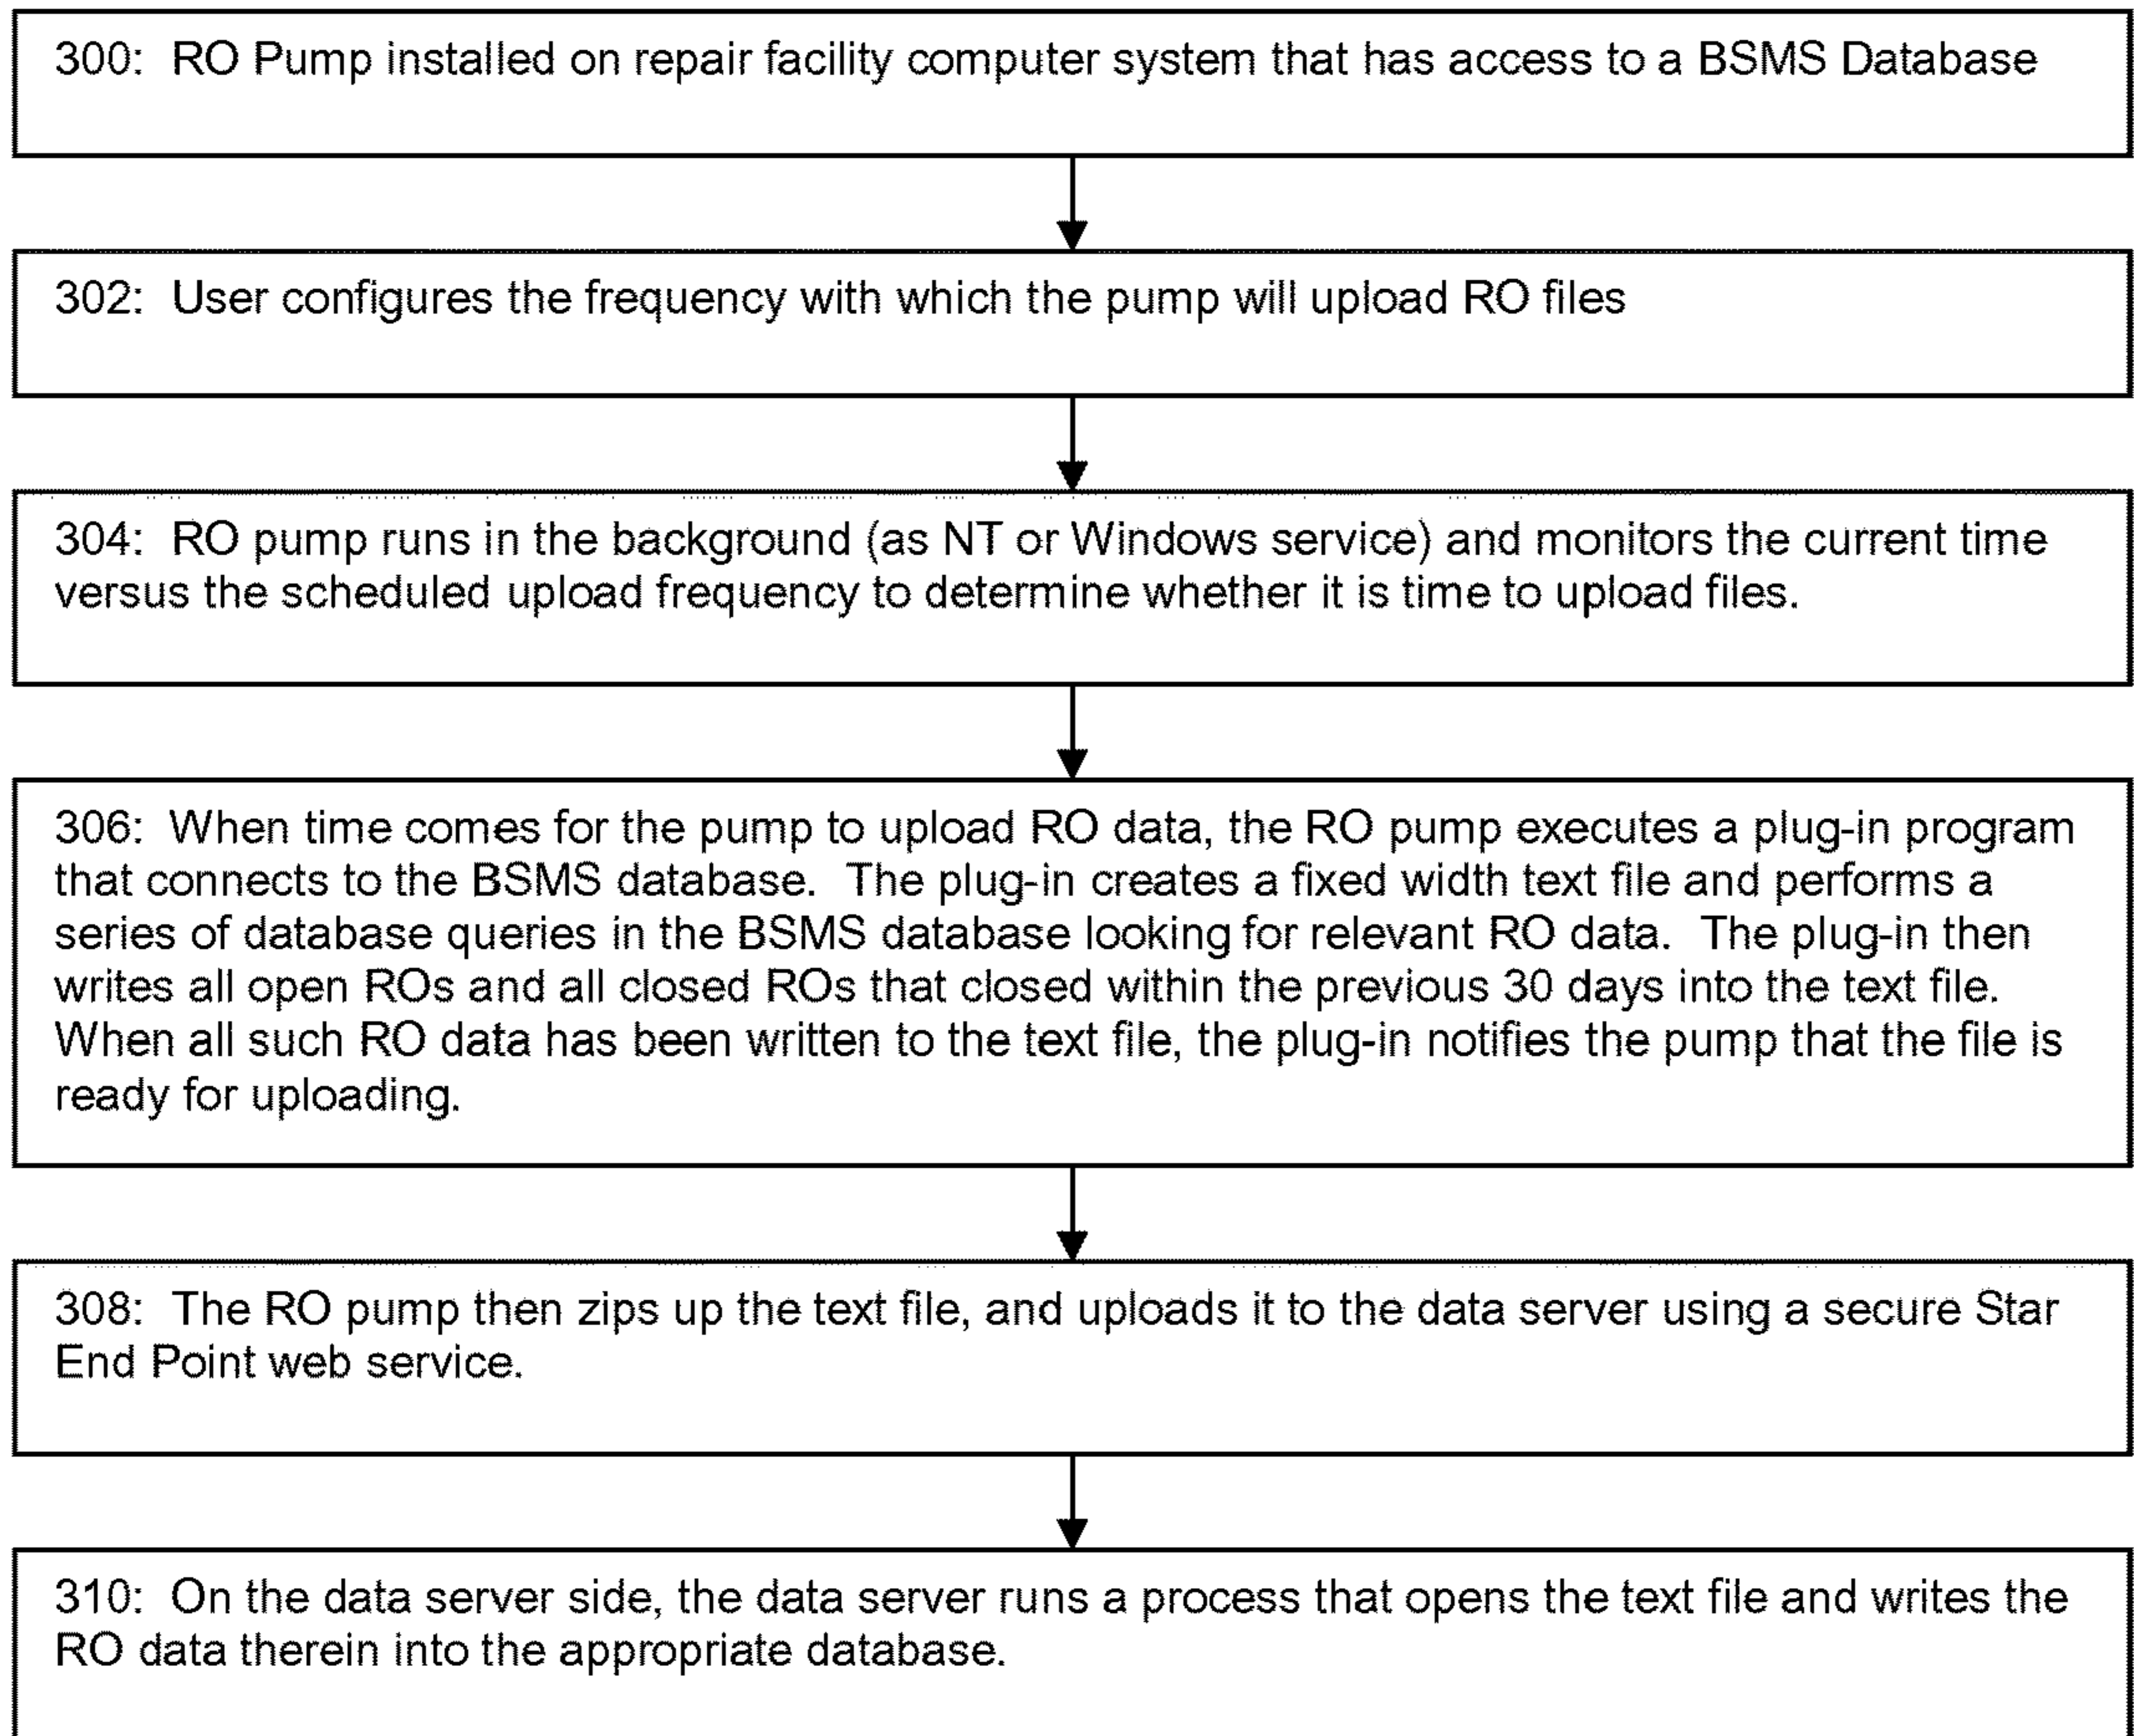 300: RO Pump installed on repair facility computer system that has access to a BSMS Database
302: User configures the frequency with which the pump will upload RO files
304: RO pump runs in the background (as NT or Windows service) and monitors the current time
versus the scheduled upload frequency to determine whether it is time to upload files.
306: When time comes for the pump to upload RO data, the RO pump executes a plug-in program
that connects to the BSMS database. The plug-in creates a fixed width text file and performs a
series of database queries in the BSMS database looking for relevant RO data. The plug-in then
writes all open ROs and all closed ROs that closed within the previous 30 days into the text file.
When all such RO data has been written to the text file, the plug-in notifies the pump that the file is
ready for uploading.
308: The RO pump then zips up the text file, and uploads it to the data server using a secure Star
End Point web service.
310: On the data server side, the data server runs a process that opens the text file and writes the
RO data therein into the appropriate database.